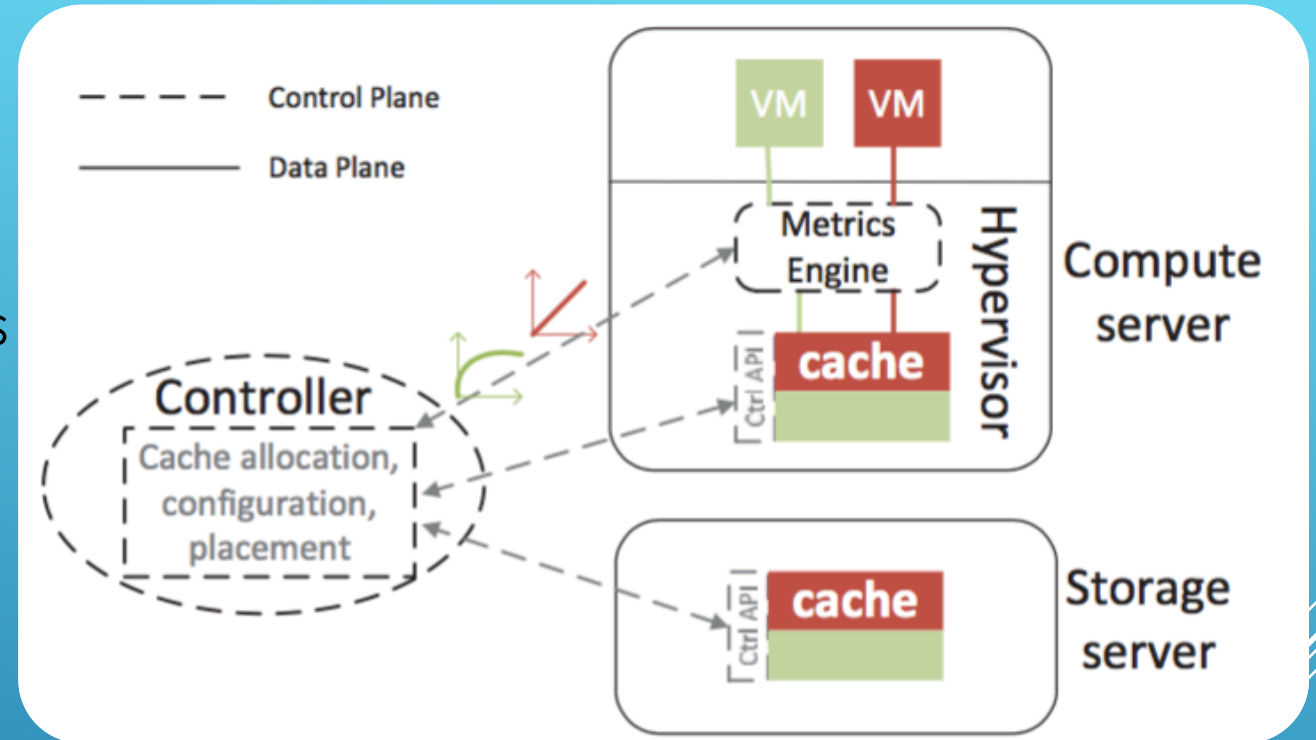 Control Plane
Data Plane
VM
VM
Metrics
Engine
Hypervisor
Compute
server
Ctrl API
cache
Controller
Cache allocation,
configuration,
placement
Ctrl API
cache
Storage
server